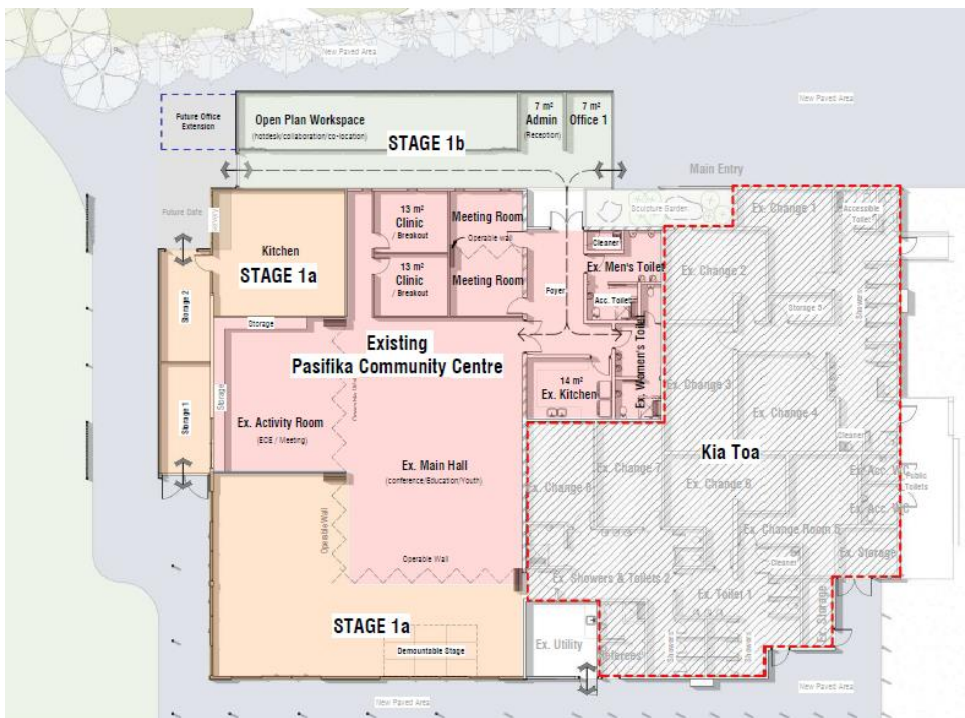 New Paved Area
Future Office
Extension
Open Plan Workspace
(hotdesk/collaboration/co-location)
STAGE 1b
7 m²
Admin
(Reception)
7 m²
Office 1
New Paved Area
Main Entry
Future Gate
Kitchen
STAGE 1a
13 m²
Clinic
/ Breakout
13 m²
Clinic
/ Breakout
Meeting Room
Operable wall
Meeting Room
Foyer
Sculpture Garden
Cleaner
Ex. Men's Toilet
Acc. Toilet
Ex. Women's Toilet
Ex. Change 1
Accessible
Toilet
Ex. Change 2
Storage 3
Showers
Storage 2
Storage 1
Storage
Storage
Existing
Pasifika Community Centre
Ex. Activity Room
(ECE / Meeting)
14 m²
Ex. Kitchen
Ex. Main Hall
(conference/Education/Youth)
Operable Wall
Operable Wall
STAGE 1a
Demountable Stage
Ex. Change 3
Ex. Change 4
Kia Toa
Cleaner
Ex. Change 7
Ex. Change 6
Ex. Acc. WC
Public
Toilets
Ex. Acc. WC
Ex. Change Room 5
Cleaner
Ex. Storage
Ex. Showers & Toilets 2
Ex. Toilet 1
Ex. Storage
Ex. Utility
Referees
Showers
Showers
New Paved Area
New Paved Area